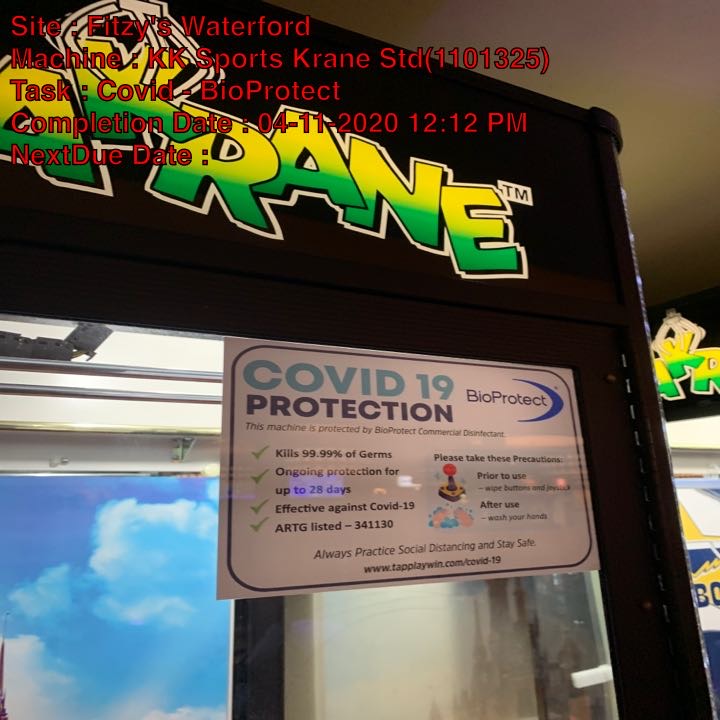 Site : Fitzy's Waterford
Machine : KK Sports Krane Std(1101325)
Task : Covid - BioProtect
Completion Date : 04-11-2020 12:12 PM
NextDue Date :
KRANE™
COVID 19
PROTECTION
BioProtect
This machine is protected by BioProtect Commercial Disinfectant.
Kills 99.99% of Germs
Ongoing protection for
up to 28 days
Effective against Covid-19
ARTG listed – 341130
Please take these Precautions:
Prior to use
– wipe buttons and joystick
After use
– wash your hands
Always Practice Social Distancing and Stay Safe.
www.tapplaywin.com/covid-19